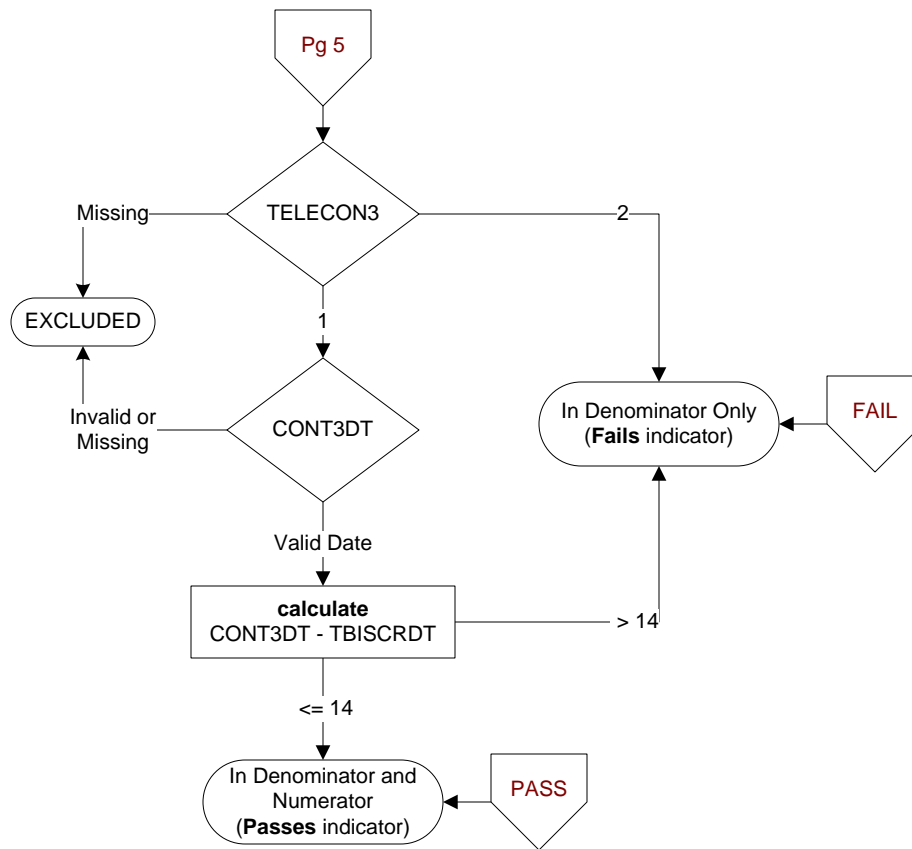 Pg 5
TELECON3
Missing
2
EXCLUDED
1
Invalid or
Missing
CONT3DT
In Denominator Only
(Fails indicator)
FAIL
Valid Date
calculate
CONT3DT - TBISCRDT
> 14
<= 14
In Denominator and
Numerator
(Passes indicator)
PASS